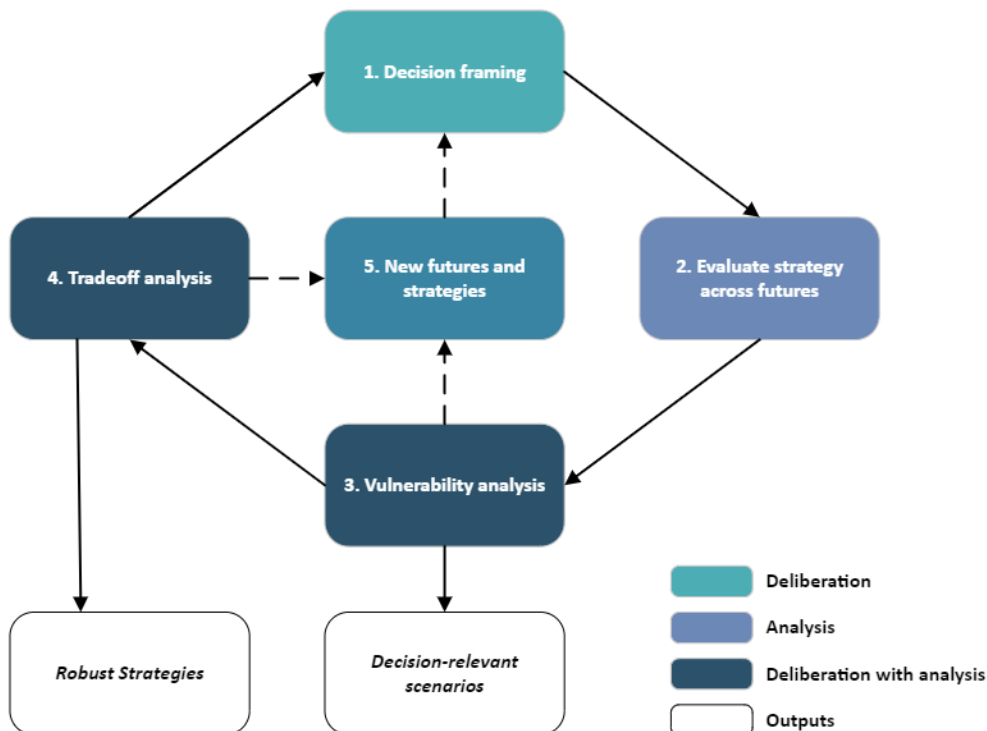 1. Decision framing
4. Tradeoff analysis
5. New futures and
strategies
2. Evaluate strategy
across futures
3. Vulnerability analysis
Robust Strategies
Decision-relevant
scenarios
Deliberation
Analysis
Deliberation with analysis
Outputs